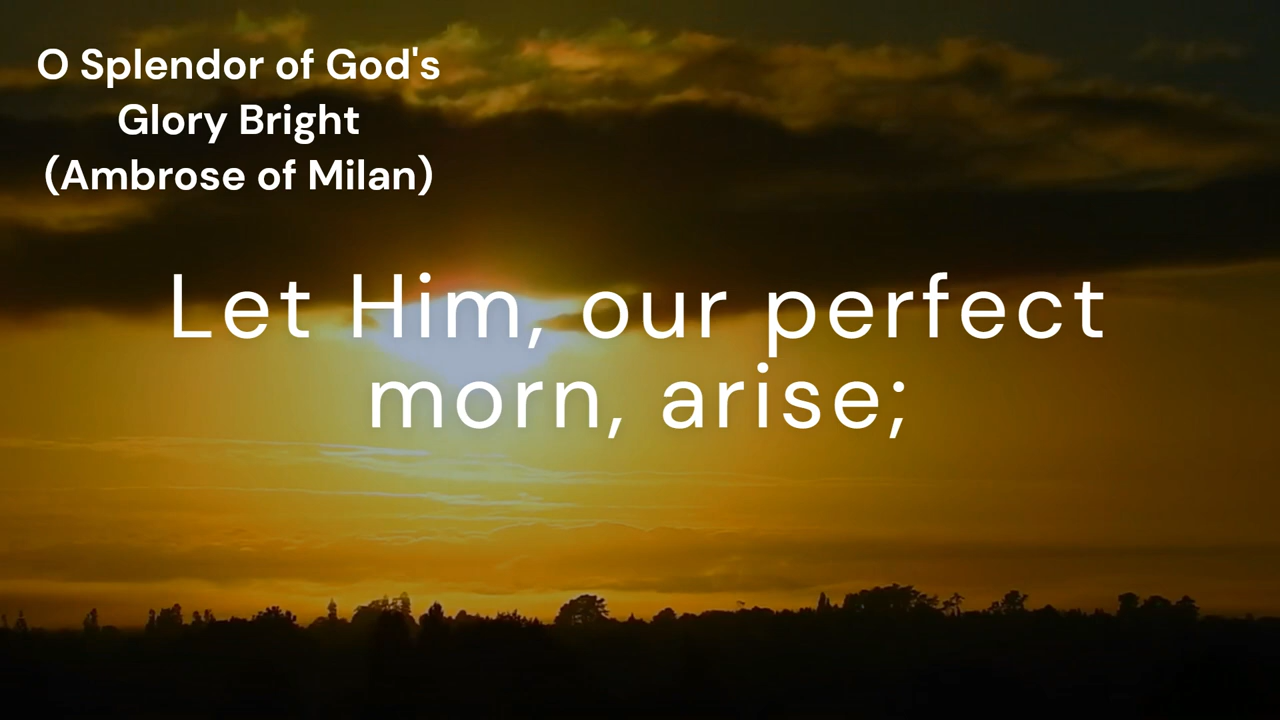 O Splendor of God's
Glory Bright
(Ambrose of Milan)
Let Him, our perfect
morn, arise;